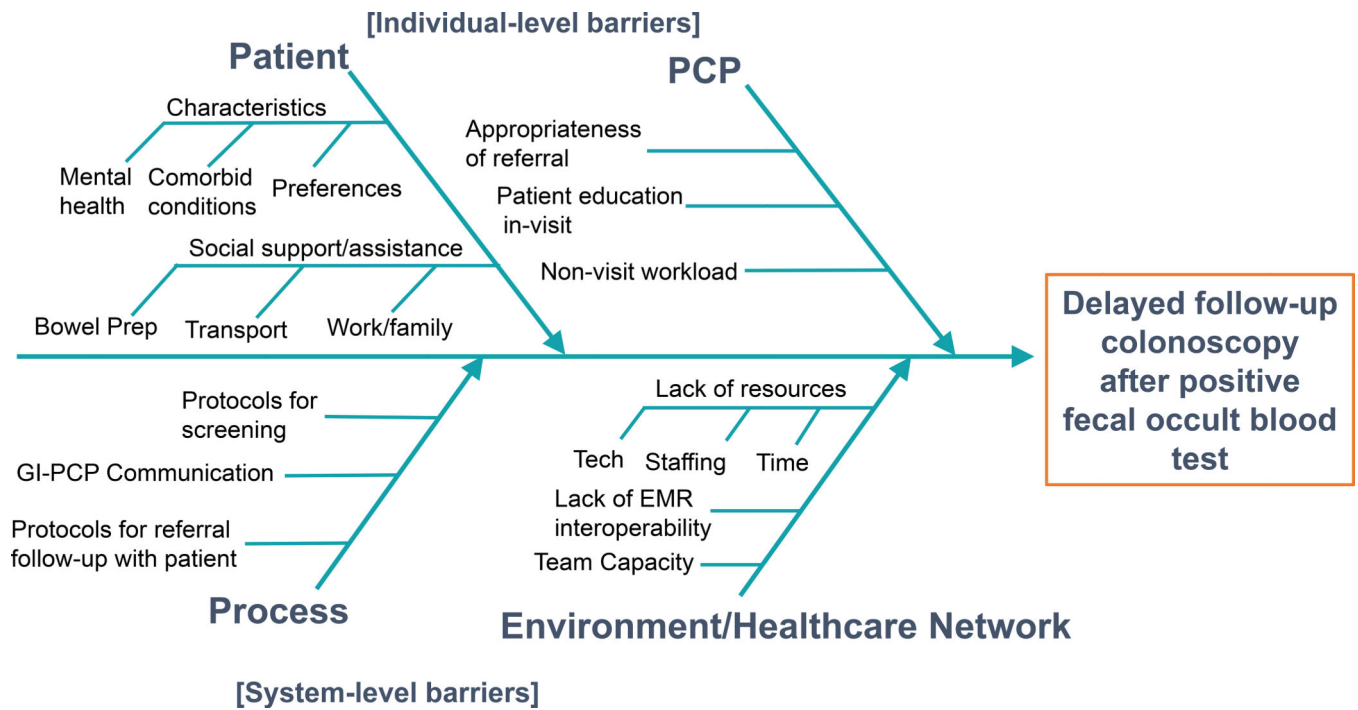 [Individual-level barriers]
Patient
PCP
Characteristics
Mental
health
Comorbid
conditions
Preferences
Social support/assistance
Bowel Prep
Transport
Work/family
Appropriateness
of referral
Patient education
in-visit
Non-visit workload
Delayed follow-up
colonoscopy
after positive
fecal occult blood
test
Protocols for
screening
GI-PCP Communication
Protocols for referral
follow-up with patient
Process
Lack of resources
Tech
Staffing
Time
Lack of EMR
interoperability
Team Capacity
Environment/Healthcare Network
[System-level barriers]